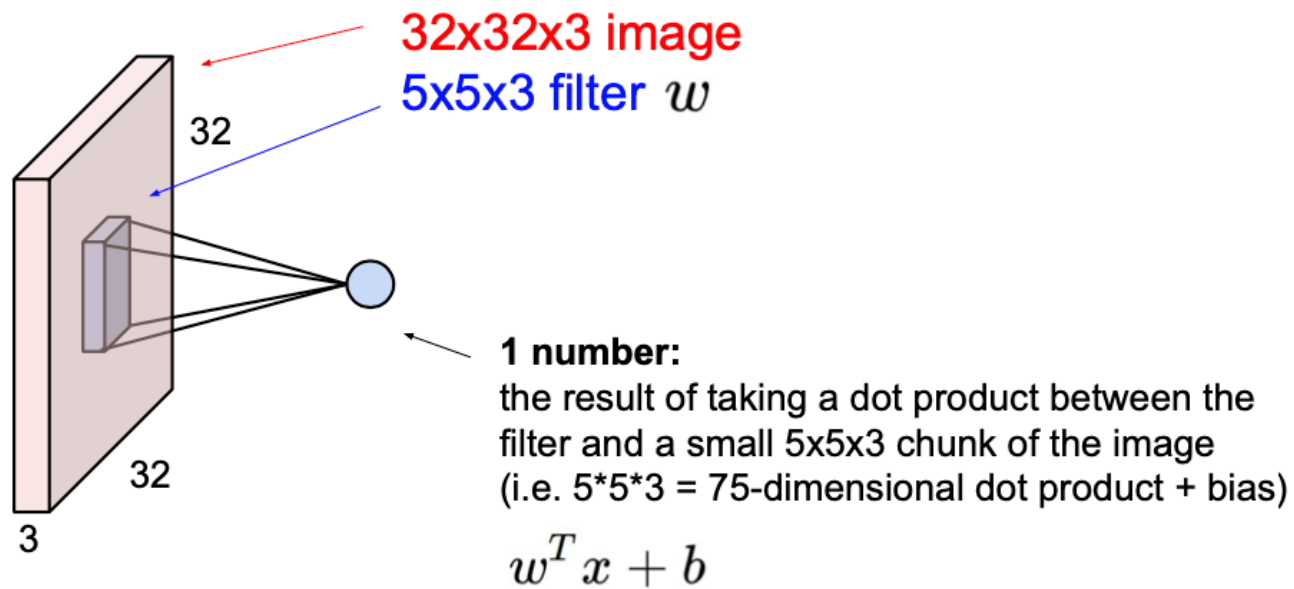 32x32x3 image
5x5x3 filter w
32
32
3
1 number:
the result of taking a dot product between the
filter and a small 5x5x3 chunk of the image
(i.e. 5*5*3 = 75-dimensional dot product + bias)
w^T x + b